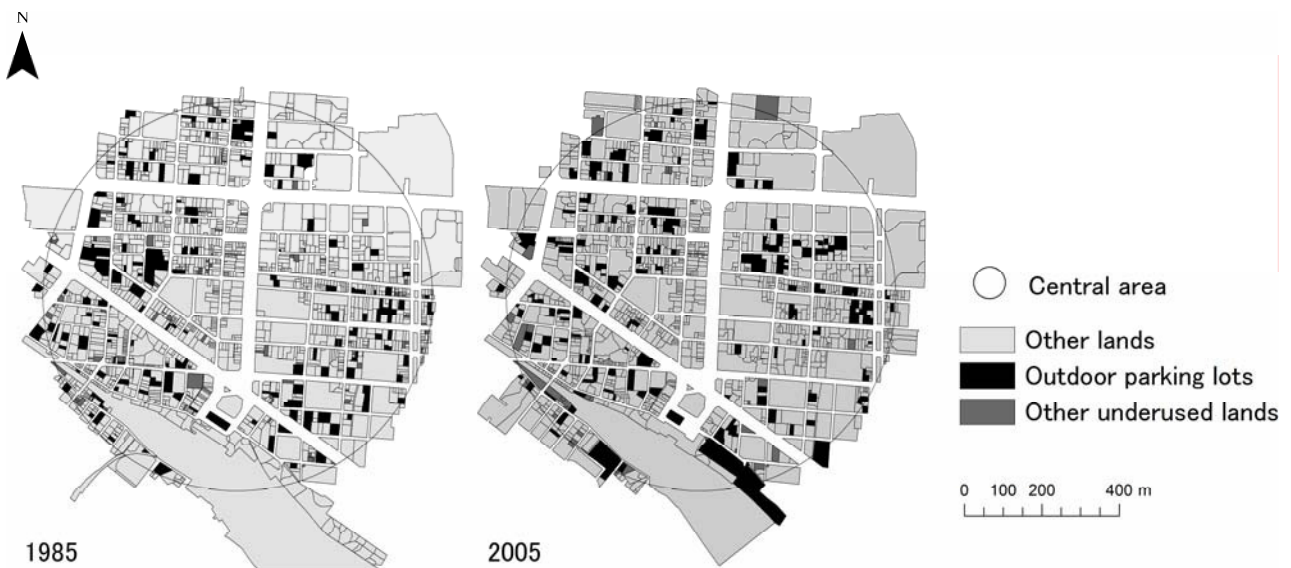 N
1985
2005
Central area
Other lands
Outdoor parking lots
Other underused lands
0 100 200 400 m